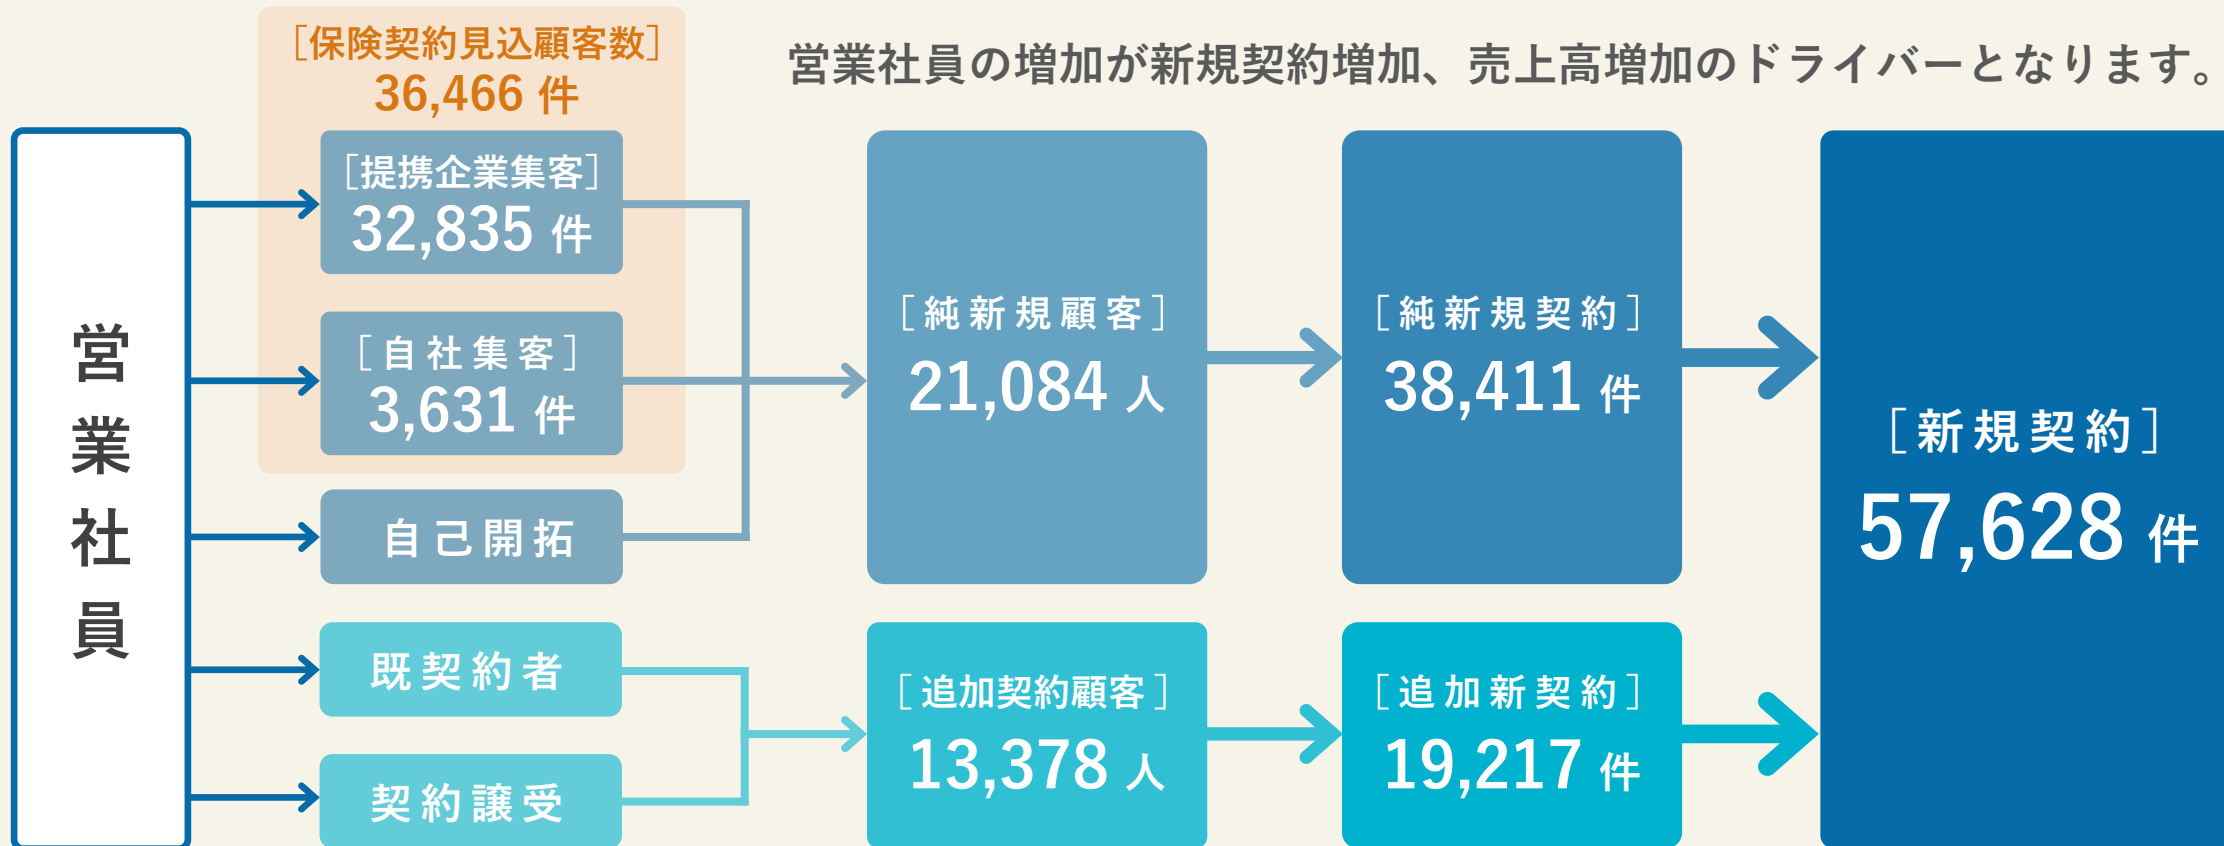 ［保険契約見込顧客数］
36,466 件
営業社員の増加が新規契約増加、売上高増加のドライバーとなります。
営業社員
［提携企業集客］
32,835 件
［自社集客］
3,631 件
自己開拓
既契約者
契約譲受
［純新規顧客］
21,084 人
［純新規契約］
38,411 件
［追加契約顧客］
13,378 人
［追加新契約］
19,217 件
［新規契約］
57,628 件